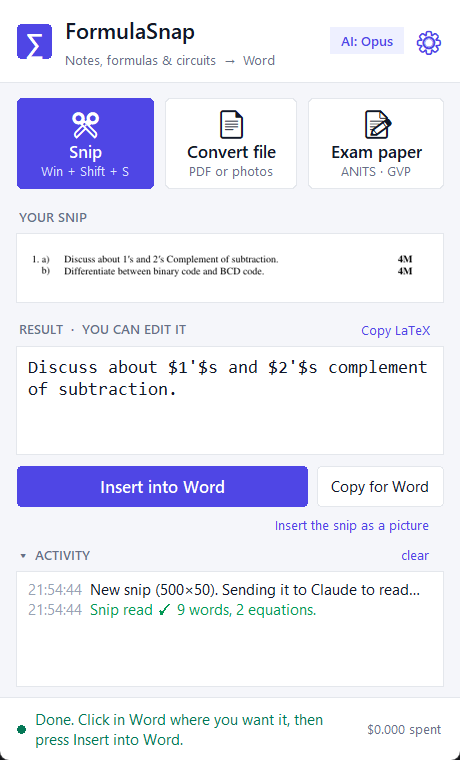 FormulaSnap
Notes, formulas & circuits → Word
AI: Opus
Snip
Win + Shift + S
Convert file
PDF or photos
Exam paper
ANITS · GVP
YOUR SNIP
1. a) Discuss about 1's and 2's Complement of subtraction. 4M
b) Differentiate between binary code and BCD code. 4M
RESULT · YOU CAN EDIT IT
Copy LaTeX
Discuss about $1'$s and $2'$s complement
of subtraction.
Insert into Word
Copy for Word
Insert the snip as a picture
▾ ACTIVITY
clear
21:54:44 New snip (500×50). Sending it to Claude to read...
21:54:44 Snip read ✓ 9 words, 2 equations.
Done. Click in Word where you want it, then
press Insert into Word.
$0.000 spent